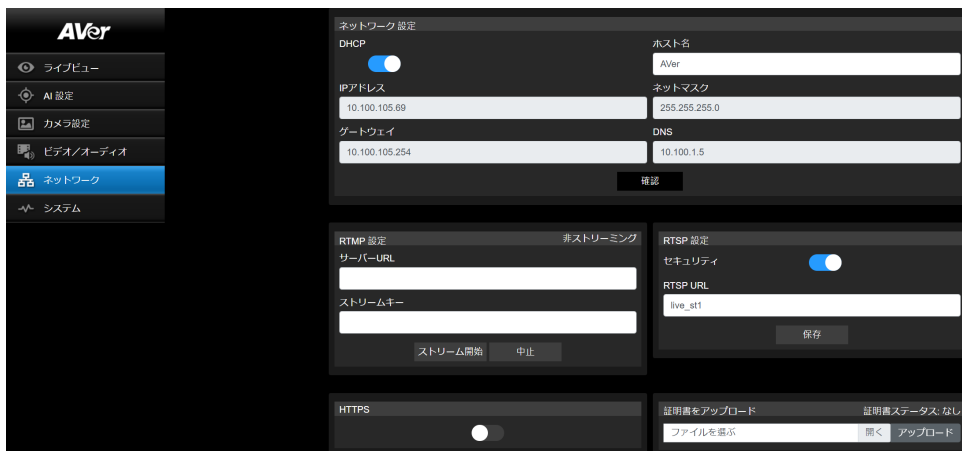 AVer
ライブビュー
AI 設定
カメラ設定
ビデオ/オーディオ
ネットワーク
システム
ネットワーク 設定
DHCP
ホスト名
AVer
IPアドレス
ネットマスク
10.100.105.69
255.255.255.0
ゲートウェイ
DNS
10.100.105.254
10.100.1.5
確認
RTMP 設定
非ストリーミング
サーバーURL
ストリームキー
ストリーム開始
中止
RTSP 設定
セキュリティ
RTSP URL
live_st1
保存
HTTPS
証明書をアップロード
証明書ステータス: なし
ファイルを選ぶ
開く
アップロード